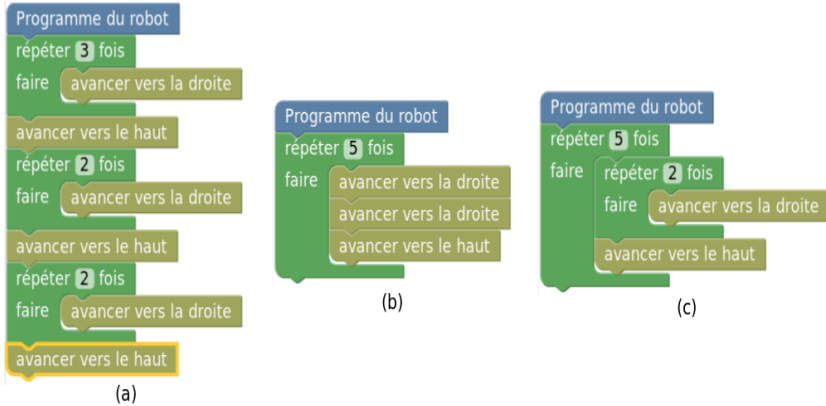 Programme du robot
répéter 3 fois
faire avancer vers la droite
avancer vers le haut
répéter 2 fois
faire avancer vers la droite
avancer vers le haut
répéter 2 fois
faire avancer vers la droite
avancer vers le haut
(a)
Programme du robot
répéter 5 fois
faire avancer vers la droite
avancer vers la droite
avancer vers le haut
(b)
Programme du robot
répéter 5 fois
faire répéter 2 fois
faire avancer vers la droite
avancer vers le haut
(c)